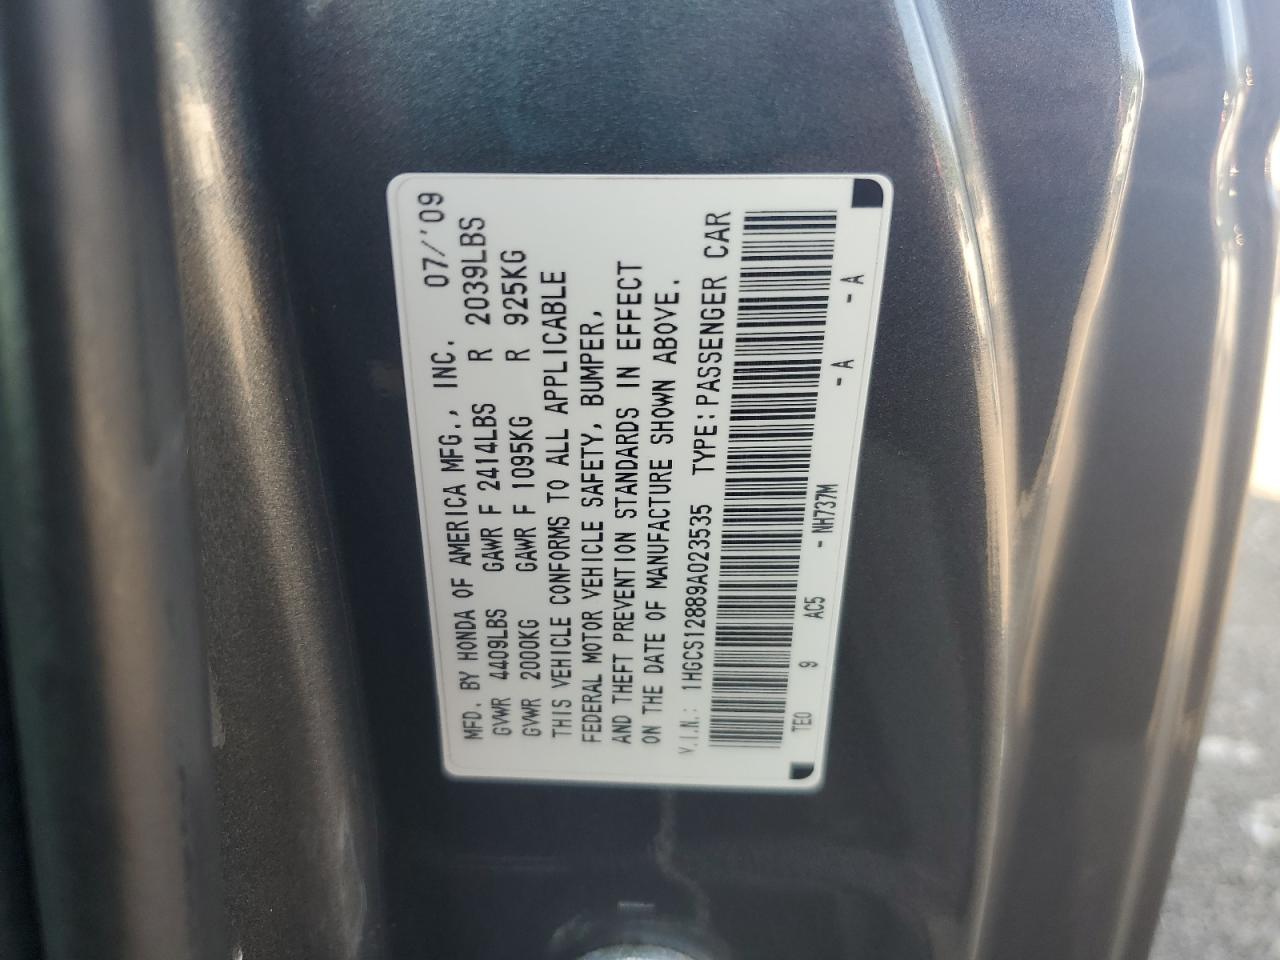 MFD. BY HONDA OF AMERICA MFG., INC. 07/'09
GVWR 4409LBS GAWR F 2414LBS R 2039LBS
GVWR 2000KG GAWR F 1095KG R 925KG
THIS VEHICLE CONFORMS TO ALL APPLICABLE
FEDERAL MOTOR VEHICLE SAFETY, BUMPER,
AND THEFT PREVENTION STANDARDS IN EFFECT
ON THE DATE OF MANUFACTURE SHOWN ABOVE.
V.I.N.: 1HGCS12889A023535 TYPE: PASSENGER CAR
9 - A
TE0 AC5 - NH737M - A